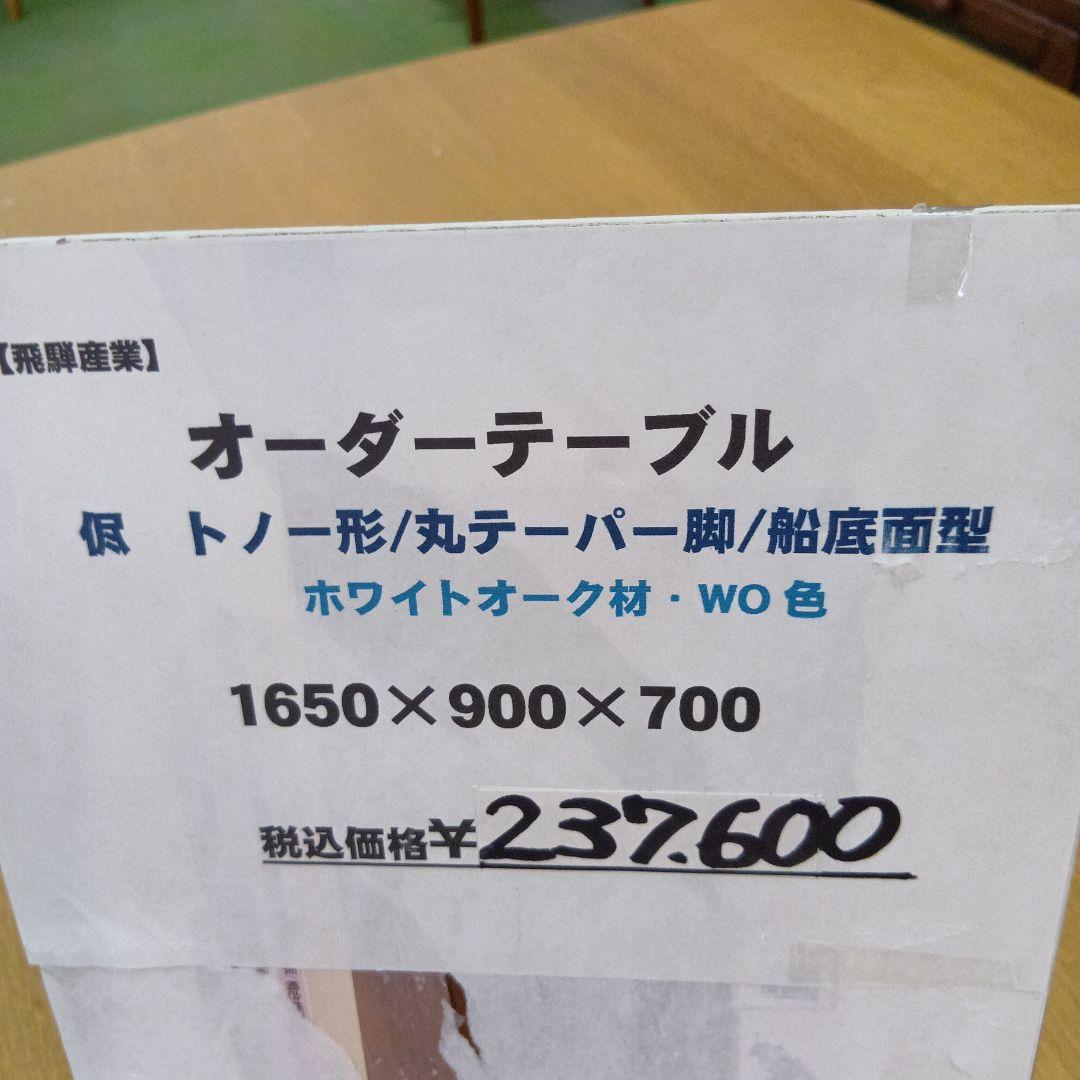 【飛騨産業】
オーダーテーブル
侭 トノー形/丸テーパー脚/船底面型
ホワイトオーク材・WO色
1650×900×700
税込価格¥237.600